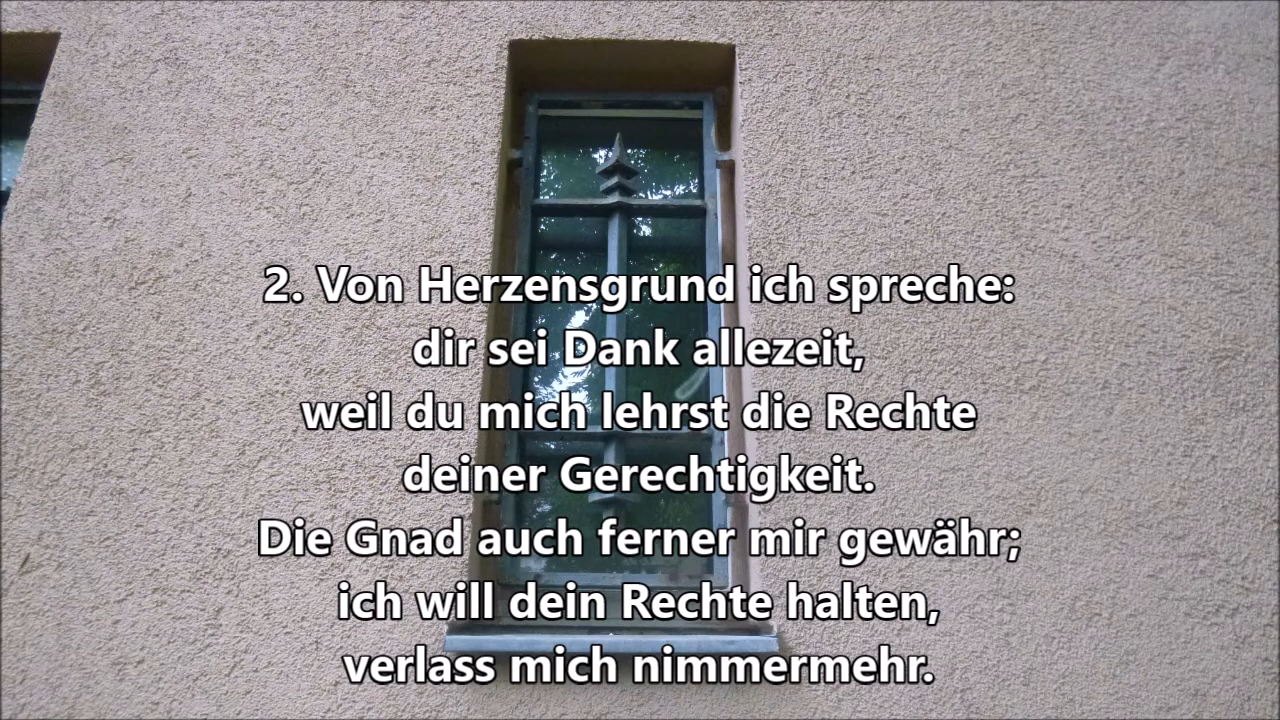 2. Von Herzensgrund ich spreche:
dir sei Dank allezeit,
weil du mich lehrst die Rechte
deiner Gerechtigkeit.
Die Gnad auch ferner mir gewähr;
ich will dein Rechte halten,
verlass mich nimmermehr.